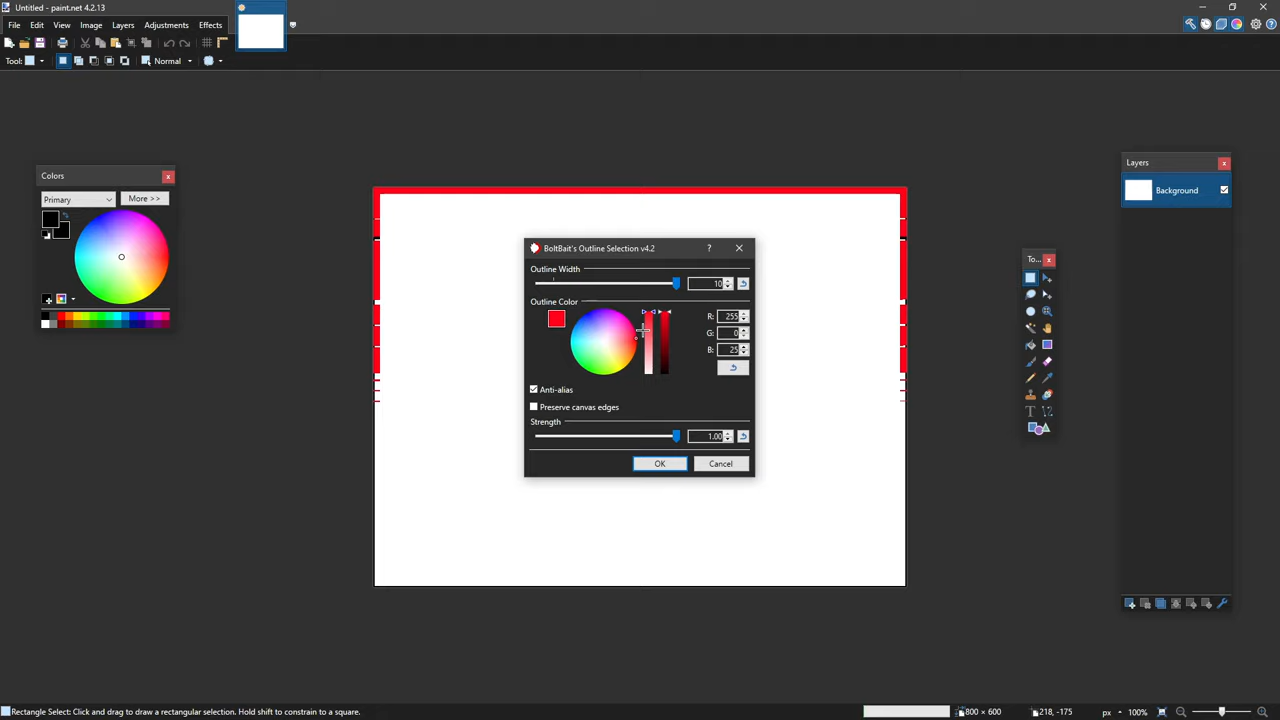 Untitled - paint.net 4.2.13
File Edit View Image Layers Adjustments Effects
Tool: Normal
Colors
Primary More >>
Layers
Background
To...
BoltBait's Outline Selection v4.2 ?
Outline Width
10
Outline Color
R: 255
G: 0
B: 25
Anti-alias
Preserve canvas edges
Strength
1.00
OK Cancel
Rectangle Select: Click and drag to draw a rectangular selection. Hold shift to constrain to a square. 800 × 600 218, -175 px 100%